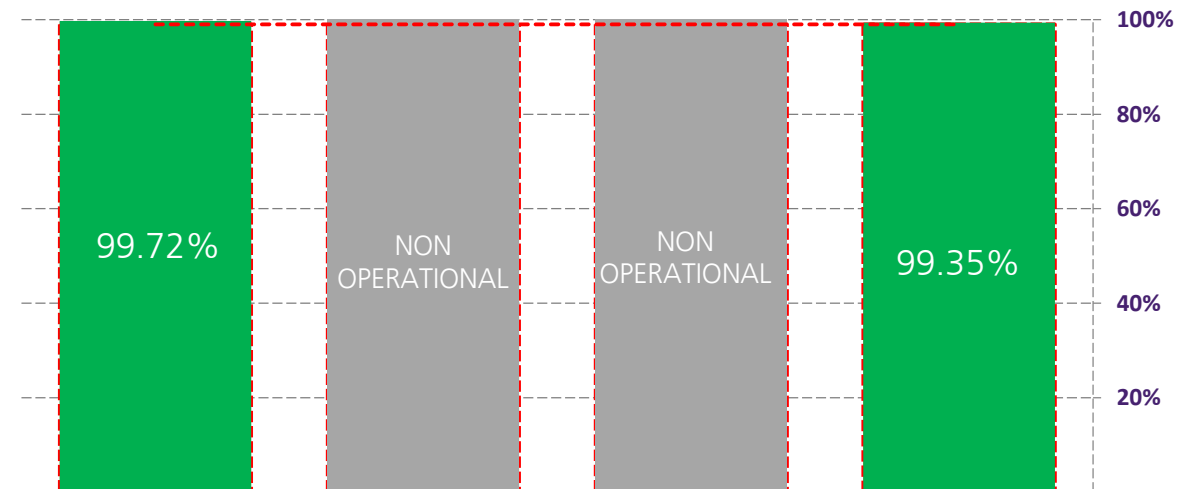 100%
80%
60%
40%
20%
99.72%
NON
OPERATIONAL
NON
OPERATIONAL
99.35%